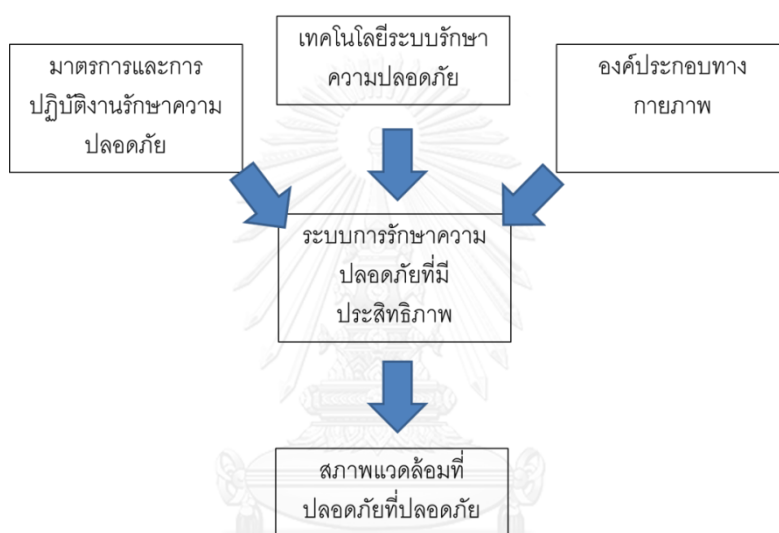 มาตรการและการ
ปฏิบัติงานรักษาความ
ปลอดภัย
เทคโนโลยีระบบรักษา
ความปลอดภัย
องค์ประกอบทาง
กายภาพ
ระบบการรักษาความ
ปลอดภัยที่มี
ประสิทธิภาพ
สภาพแวดล้อมที่
ปลอดภัยที่ปลอดภัย